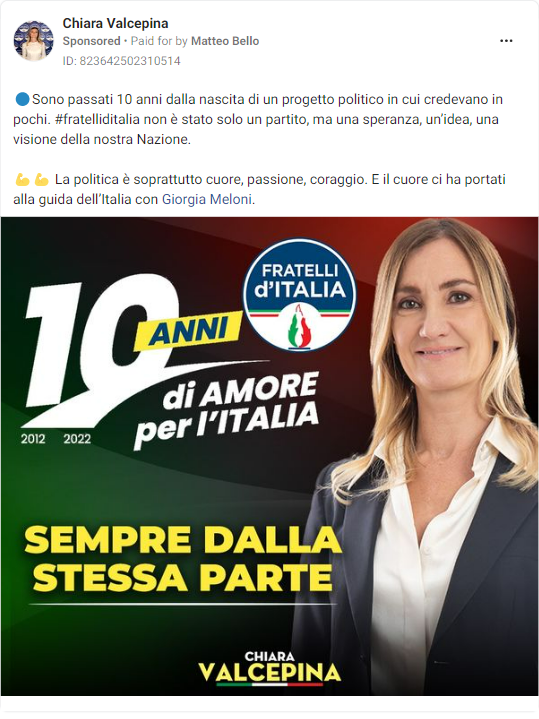 Chiara Valcepina
Sponsored • Paid for by Matteo Bello
ID: 823642502310514
🔵Sono passati 10 anni dalla nascita di un progetto politico in cui credevano in
pochi. #fratelliditalia non è stato solo un partito, ma una speranza, un'idea, una
visione della nostra Nazione.
💪💪 La politica è soprattutto cuore, passione, coraggio. E il cuore ci ha portati
alla guida dell'Italia con Giorgia Meloni.
FRATELLI
d'ITALIA
10 ANNI
di AMORE
per l'ITALIA
2012 2022
SEMPRE DALLA
STESSA PARTE
CHIARA
VALCEPINA